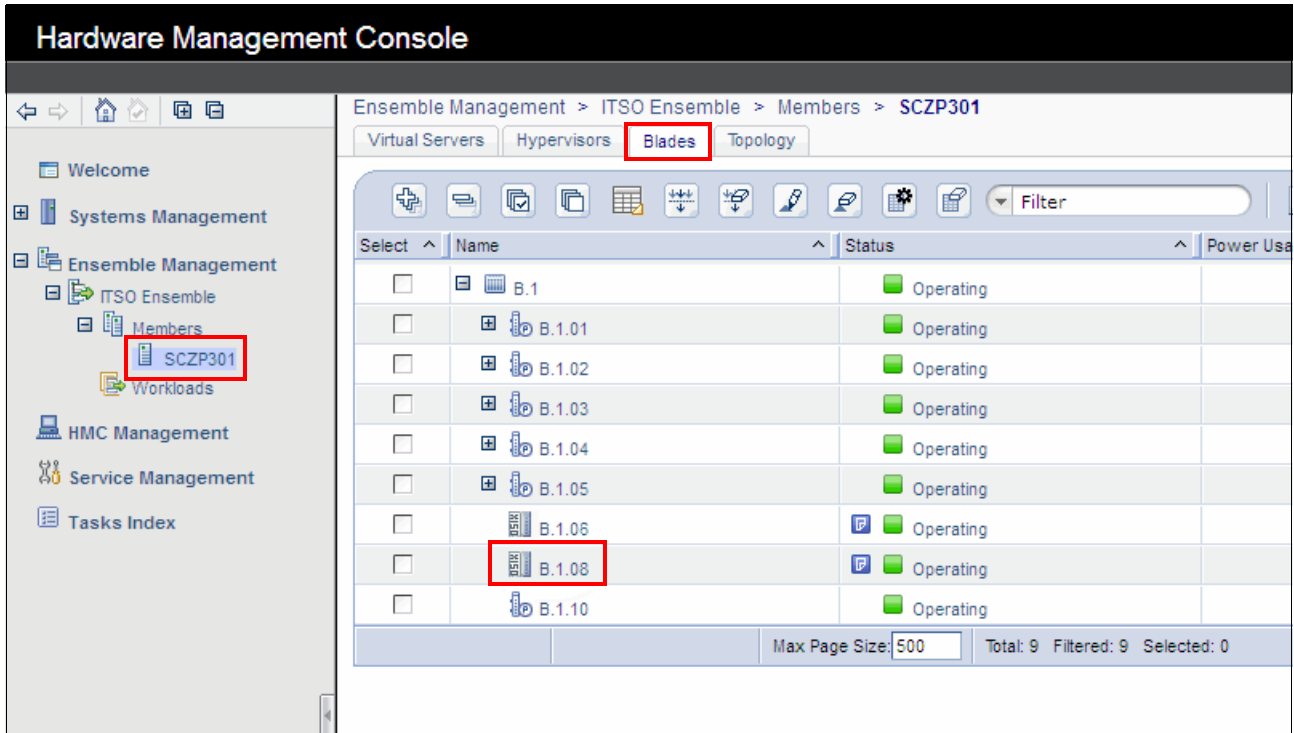 Hardware Management Console
Ensemble Management > ITSO Ensemble > Members > SCZP301
Virtual Servers Hypervisors Blades Topology
Welcome
Systems Management
Ensemble Management
ITSO Ensemble
Members
SCZP301
Workloads
HMC Management
Service Management
Tasks Index
Filter
Select Name Status Power Usa
B.1 Operating
B.1.01 Operating
B.1.02 Operating
B.1.03 Operating
B.1.04 Operating
B.1.05 Operating
B.1.06 Operating
B.1.08 Operating
B.1.10 Operating
Max Page Size: 500 Total: 9 Filtered: 9 Selected: 0